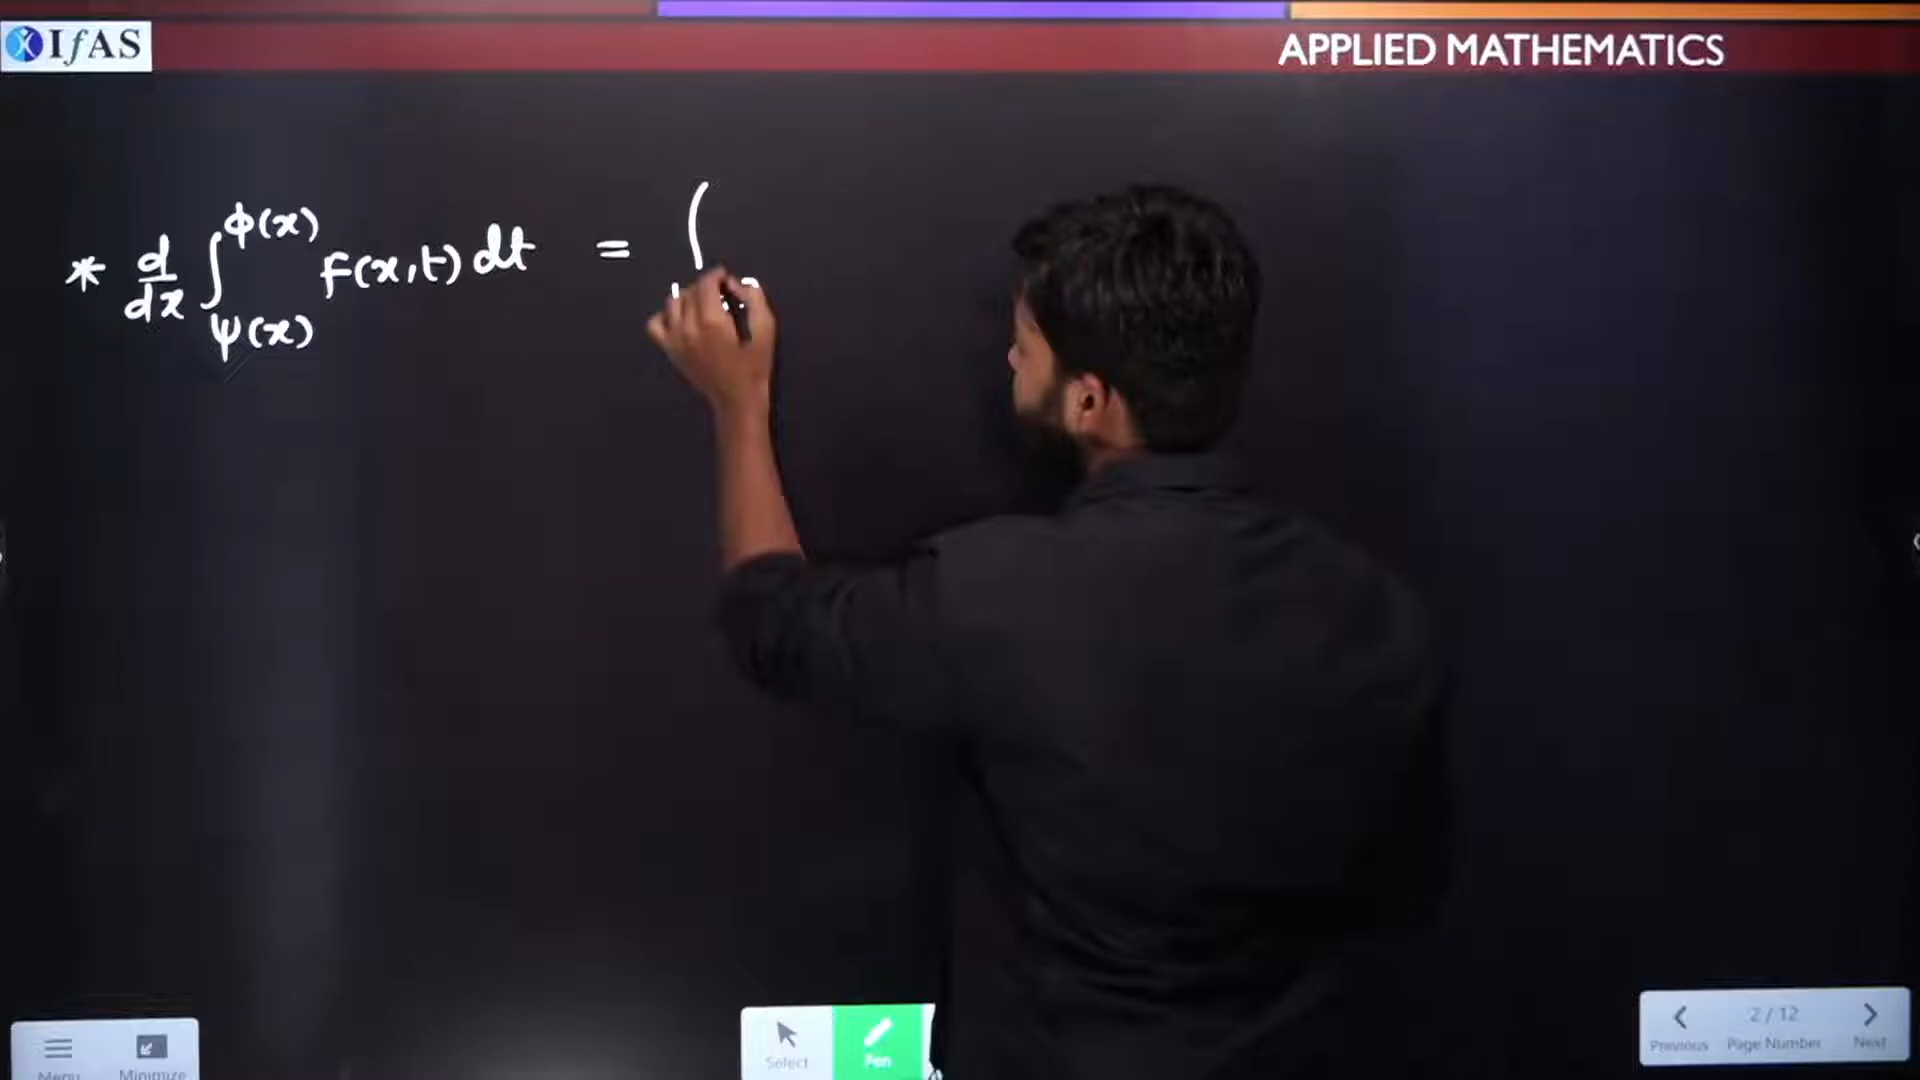 IfAS
APPLIED MATHEMATICS
* d/dx ∫_{ψ(x)}^{ϕ(x)} F(x,t) dt = ∫
Menu
Minimize
Select
Pen
2 / 12
Previous Page Number Next